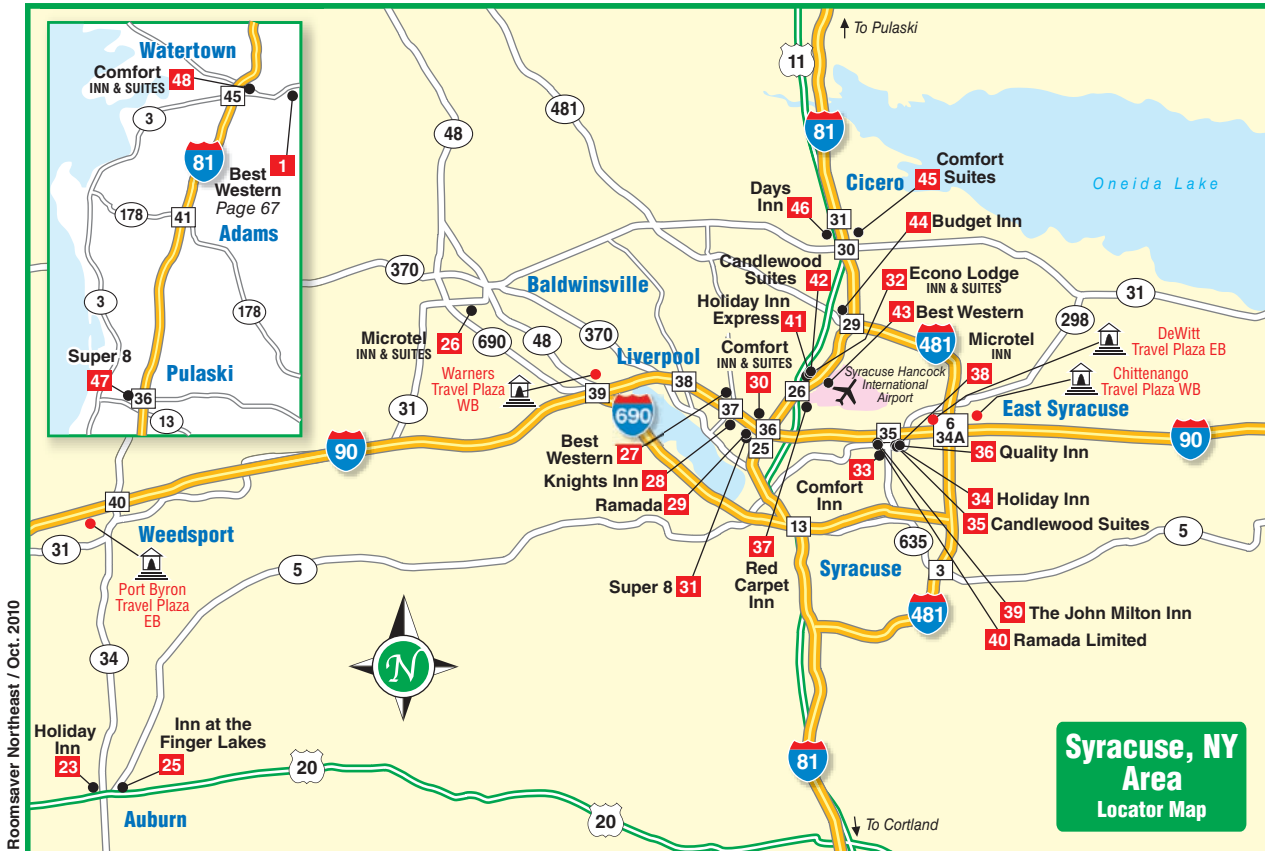 Watertown
Comfort
INN & SUITES
48
45
3
81
1
Best
Western
Page 67
178
41
Adams
3
178
Super 8
47
Pulaski
36
13
To Pulaski
11
481
48
81
Oneida Lake
Comfort
Suites
45
Cicero
Days
Inn
46
31
30
44
Budget Inn
370
Baldwinsville
Candlewood
Suites
42
32
Econo Lodge
INN & SUITES
Holiday Inn
Express
41
43
Best Western
31
298
29
481
Microtel
INN & SUITES
26
690
48
370
Liverpool
Comfort
INN & SUITES
30
Syracuse Hancock
International
Airport
Microtel
INN
38
DeWitt
Travel Plaza EB
Chittenango
Travel Plaza WB
Warners
Travel Plaza
WB
39
38
26
37
31
690
East Syracuse
36
25
35
6
34A
90
90
Best
Western
27
Knights Inn
28
Ramada
29
33
Comfort
Inn
36
Quality Inn
34
Holiday Inn
35
Candlewood Suites
40
Weedsport
31
13
5
635
5
37
Red
Carpet
Inn
Super 8
31
Syracuse
3
481
39
The John Milton Inn
40
Ramada Limited
Port Byron
Travel Plaza
EB
34
N
Holiday
Inn
23
Inn at the
Finger Lakes
25
20
Auburn
20
81
To Cortland
Syracuse, NY
Area
Locator Map
Roomsaver Northeast / Oct. 2010